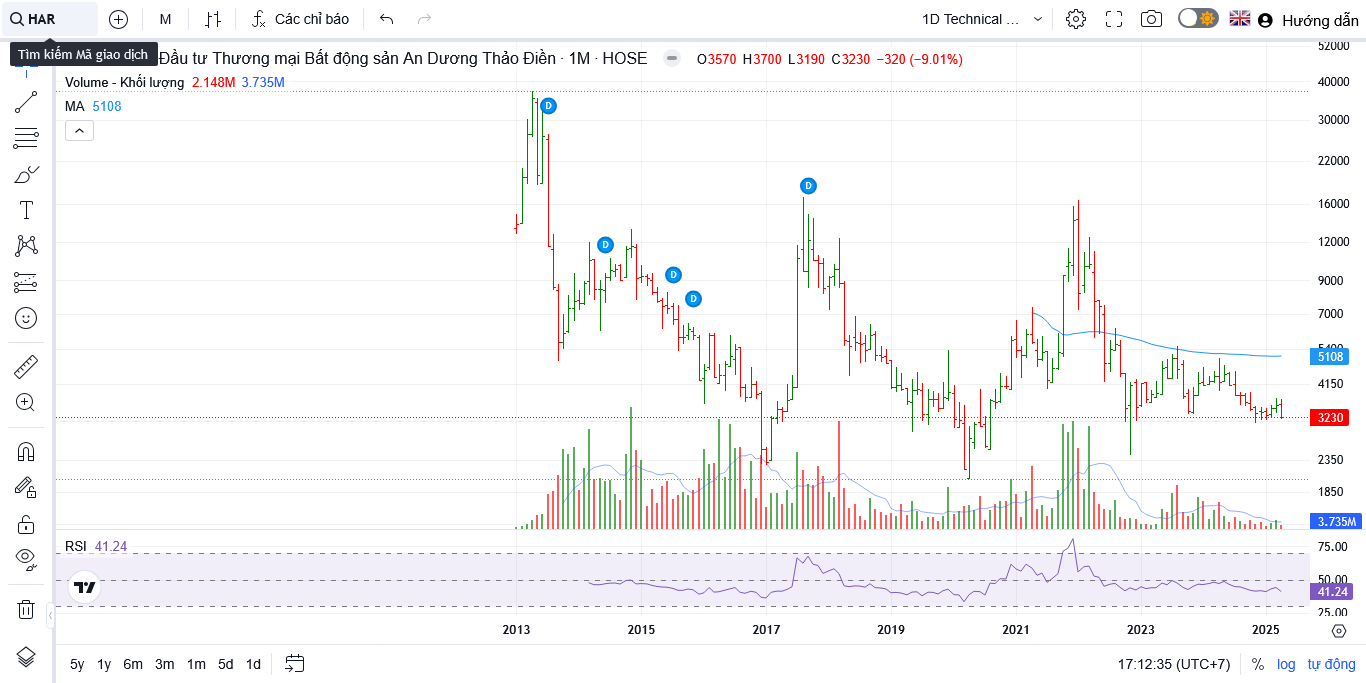 HAR
M
Các chỉ báo
1D Technical ...
Hướng dẫn
Tìm kiếm Mã giao dịch
Đầu tư Thương mại Bất động sản An Dương Thảo Điền · 1M · HOSE
O3570 H3700 L3190 C3230 −320 (−9.01%)
Volume - Khối lượng 2.148M 3.735M
MA 5108
D
D
D
D
D
52000
40000
30000
22000
16000
12000
9000
7000
5400
5108
4150
3230
2350
1850
3.735M
RSI 41.24
75.00
50.00
41.24
25.00
2013 2015 2017 2019 2021 2023 2025
5y 1y 6m 3m 1m 5d 1d
17:12:35 (UTC+7) % log tự động